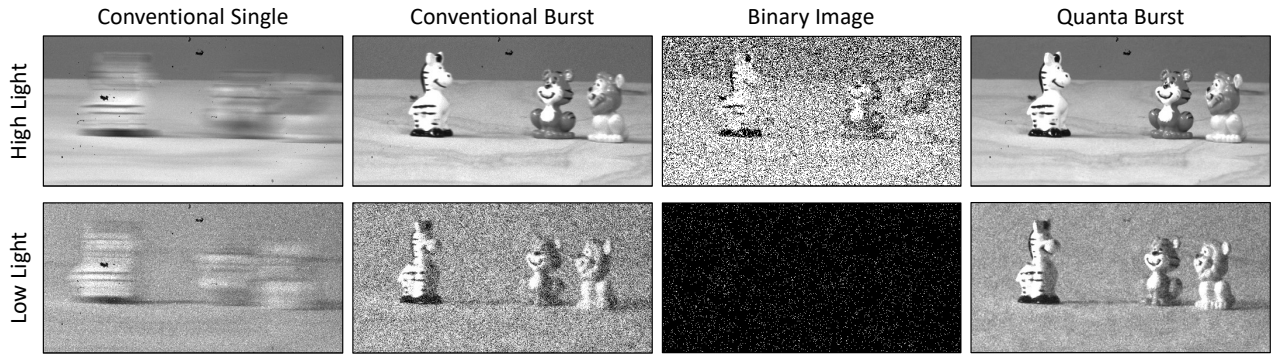 Conventional Single
Conventional Burst
Binary Image
Quanta Burst
High Light
Low Light